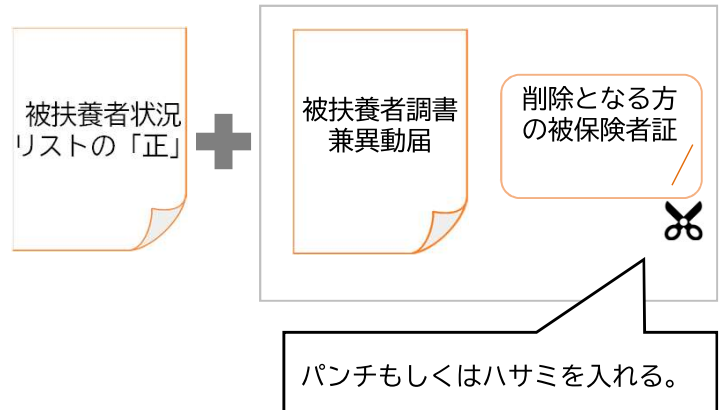 被扶養者状況
リストの「正」
被扶養者調書
兼異動届
削除となる方
の被保険者証
パンチもしくはハサミを入れる。